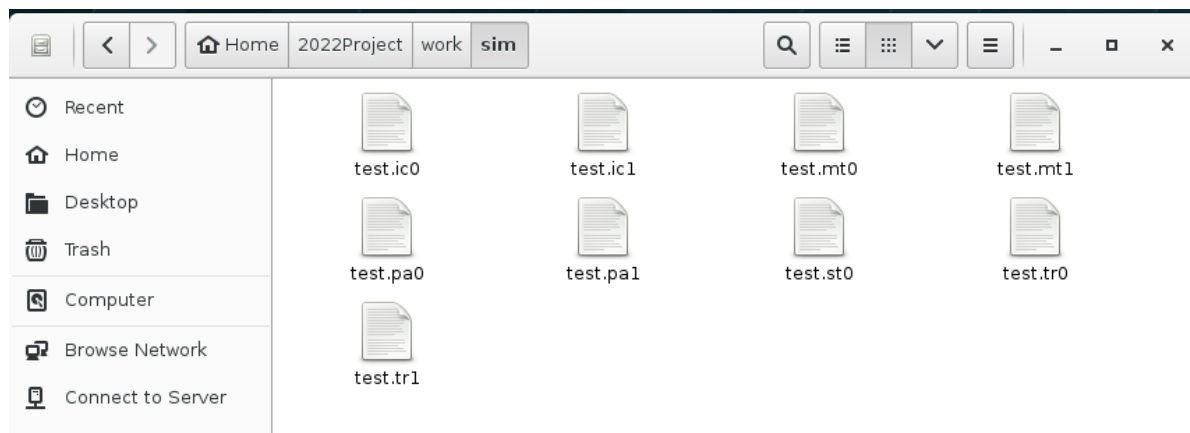 Home 2022Project work sim
Recent
Home
Desktop
Trash
Computer
Browse Network
Connect to Server
test.ic0 test.ic1 test.mt0 test.mt1
test.pa0 test.pa1 test.st0 test.tr0
test.tr1